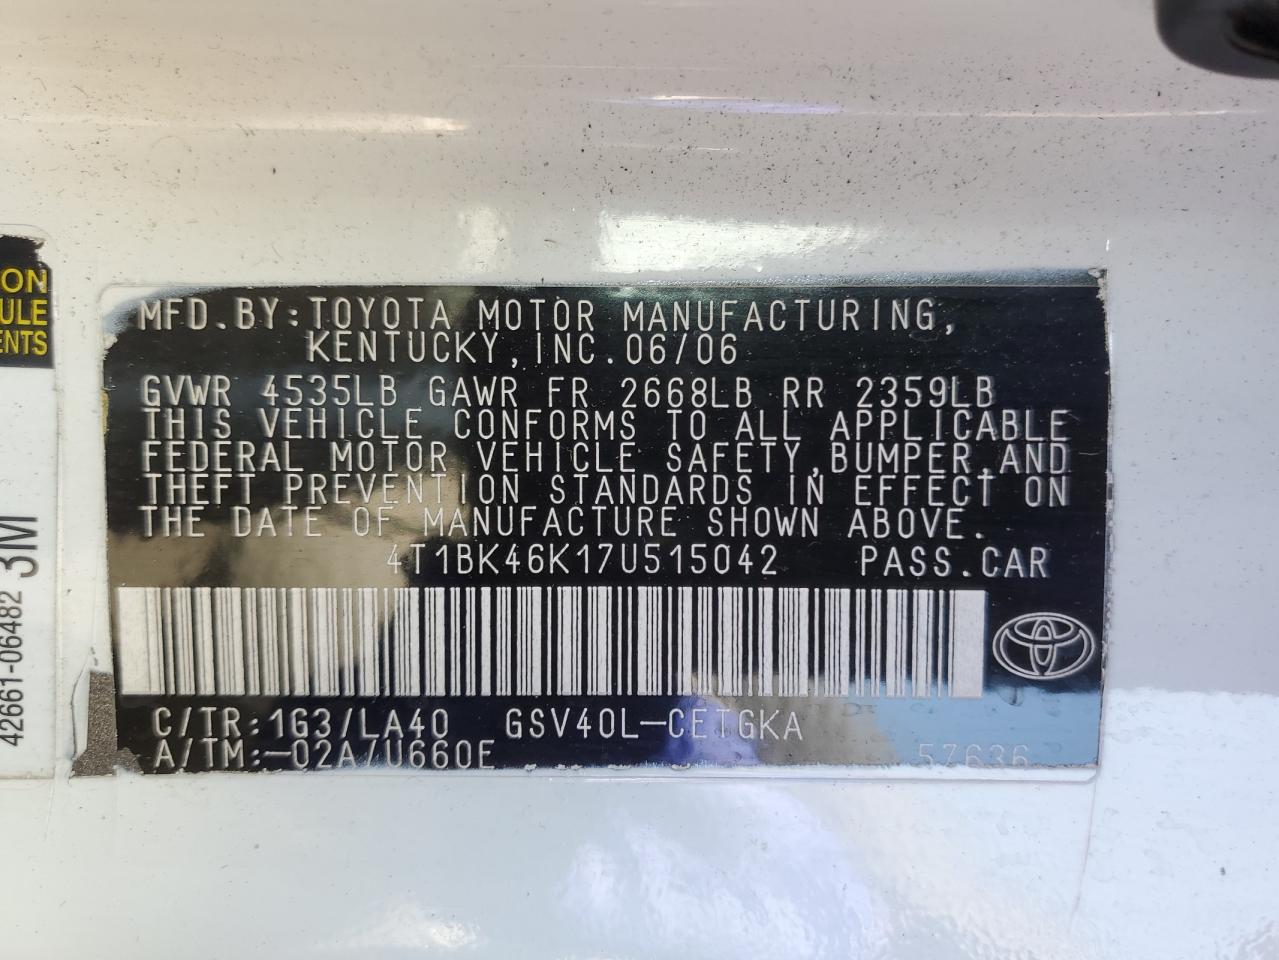 ON
ULE
ENTS
42661-06482 3M
MFD.BY:TOYOTA MOTOR MANUFACTURING,
KENTUCKY,INC.06/06
GVWR 4535LB GAWR FR 2668LB RR 2359LB
THIS VEHICLE CONFORMS TO ALL APPLICABLE
FEDERAL MOTOR VEHICLE SAFETY,BUMPER,AND
THEFT PREVENTION STANDARDS IN EFFECT ON
THE DATE OF MANUFACTURE SHOWN ABOVE.
4T1BK46K17U515042 PASS.CAR
C/TR:1G3/LA40 GSV40L-CETGKA
A/TM:-02A/U660E 57636